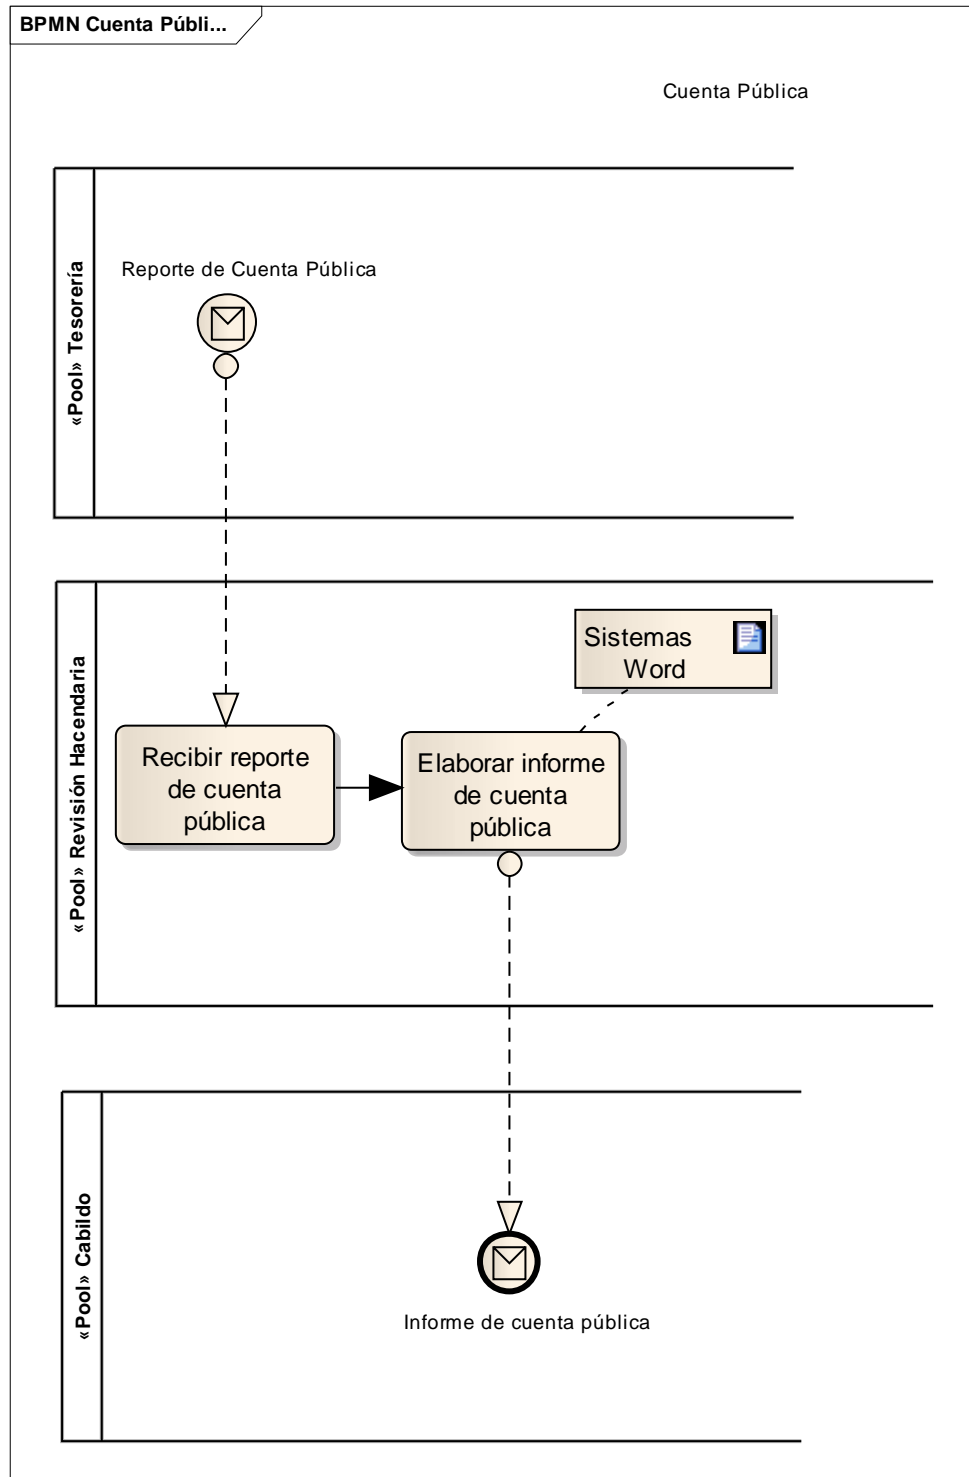 BPMN Cuenta Públi...
Cuenta Pública
«Pool» Tesorería
Reporte de Cuenta Pública
«Pool» Revisión Hacendaria
Sistemas
Word
Recibir reporte
de cuenta
pública
Elaborar informe
de cuenta
pública
«Pool» Cabildo
Informe de cuenta pública